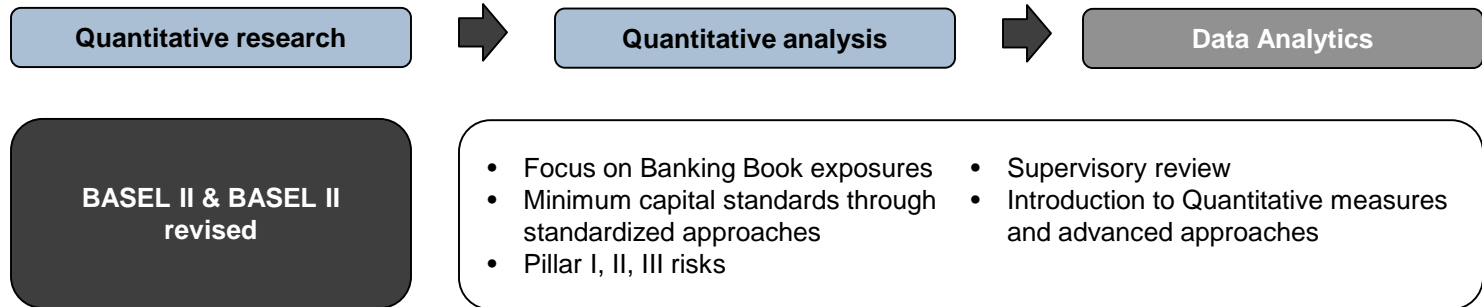 Quantitative research
Quantitative analysis
Data Analytics
BASEL II & BASEL II
revised
• Focus on Banking Book exposures
• Minimum capital standards through
standardized approaches
• Pillar I, II, III risks
• Supervisory review
• Introduction to Quantitative measures
and advanced approaches